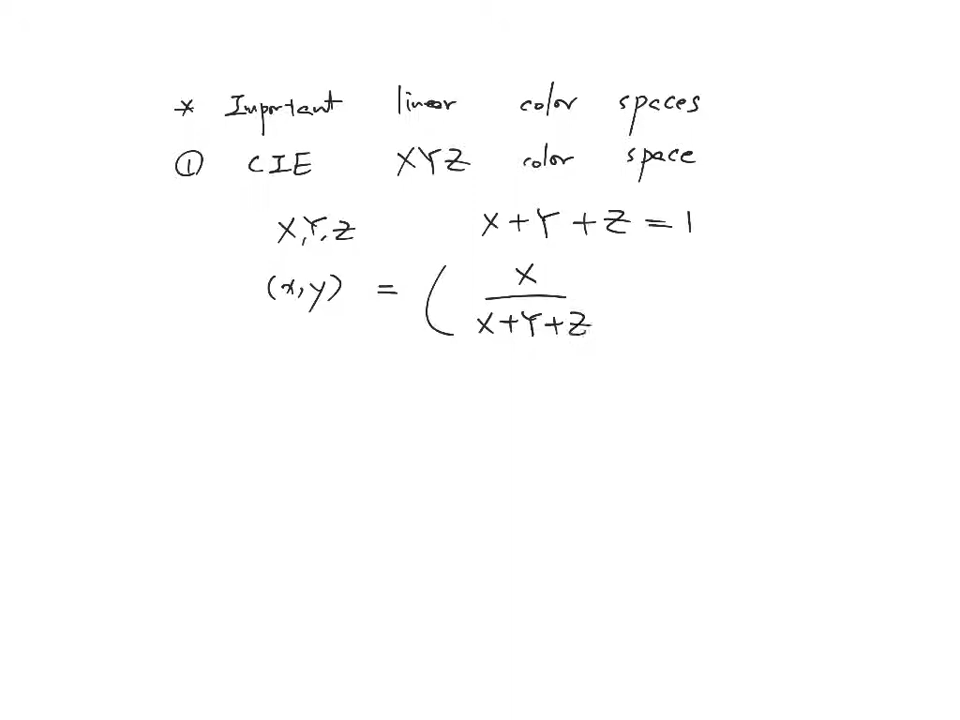 * Important linear color spaces
① CIE XYZ color space
X, Y, Z X + Y + Z = 1
(x, y) = ( X / X+Y+Z